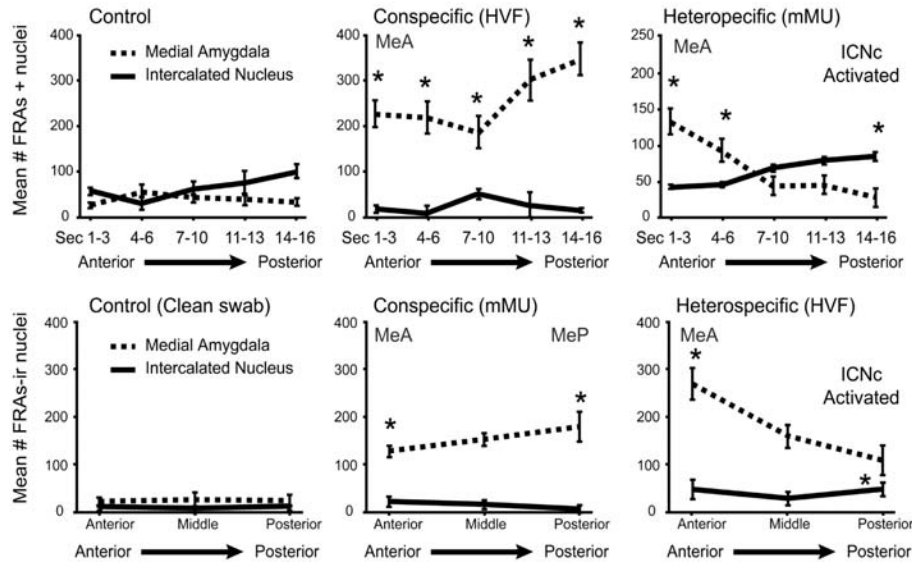 Control
Conspecific (HVF)
Heteropecific (mMU)
Mean # FRAs + nuclei
400
300
200
100
0
Medial Amygdala
Intercalated Nucleus
Sec 1-3 4-6 7-10 11-13 14-16
Anterior Posterior
400
300
200
100
0
MeA
*
*
*
*
*
Sec 1-3 4-6 7-10 11-13 14-16
Anterior Posterior
250
200
150
100
50
0
MeA
ICNc
Activated
*
*
*
Sec 1-3 4-6 7-10 11-13 14-16
Anterior Posterior
Control (Clean swab)
Conspecific (mMU)
Heterospecific (HVF)
Mean # FRAs-ir nuclei
400
300
200
100
0
Medial Amygdala
Intercalated Nucleus
Anterior Middle Posterior
Anterior Posterior
400
300
200
100
0
MeA MeP
*
*
Anterior Middle Posterior
Anterior Posterior
400
300
200
100
0
MeA
ICNc
Activated
*
*
Anterior Middle Posterior
Anterior Posterior